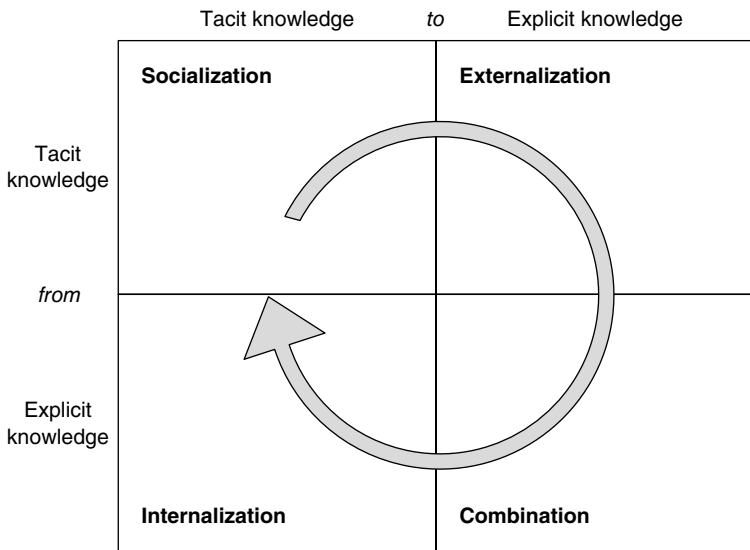 Tacit knowledge to Explicit knowledge
Socialization Externalization
Tacit
knowledge
from
Explicit
knowledge
Internalization Combination